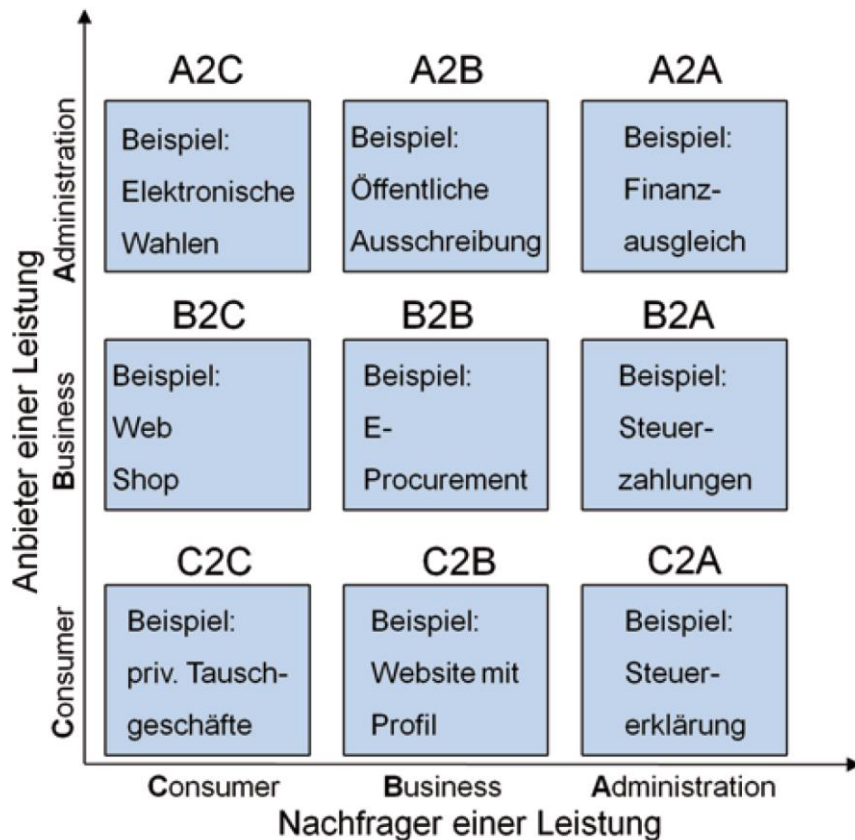 A2C A2B A2A
Administration
Beispiel:
Elektronische
Wahlen
Beispiel:
Öffentliche
Ausschreibung
Beispiel:
Finanz-
ausgleich
Anbieter einer Leistung
B2C B2B B2A
Business
Beispiel:
Web
Shop
Beispiel:
E-
Procurement
Beispiel:
Steuer-
zahlungen
C2C C2B C2A
Consumer
Beispiel:
priv. Tausch-
geschäfte
Beispiel:
Website mit
Profil
Beispiel:
Steuer-
erklärung
Consumer Business Administration
Nachfrager einer Leistung